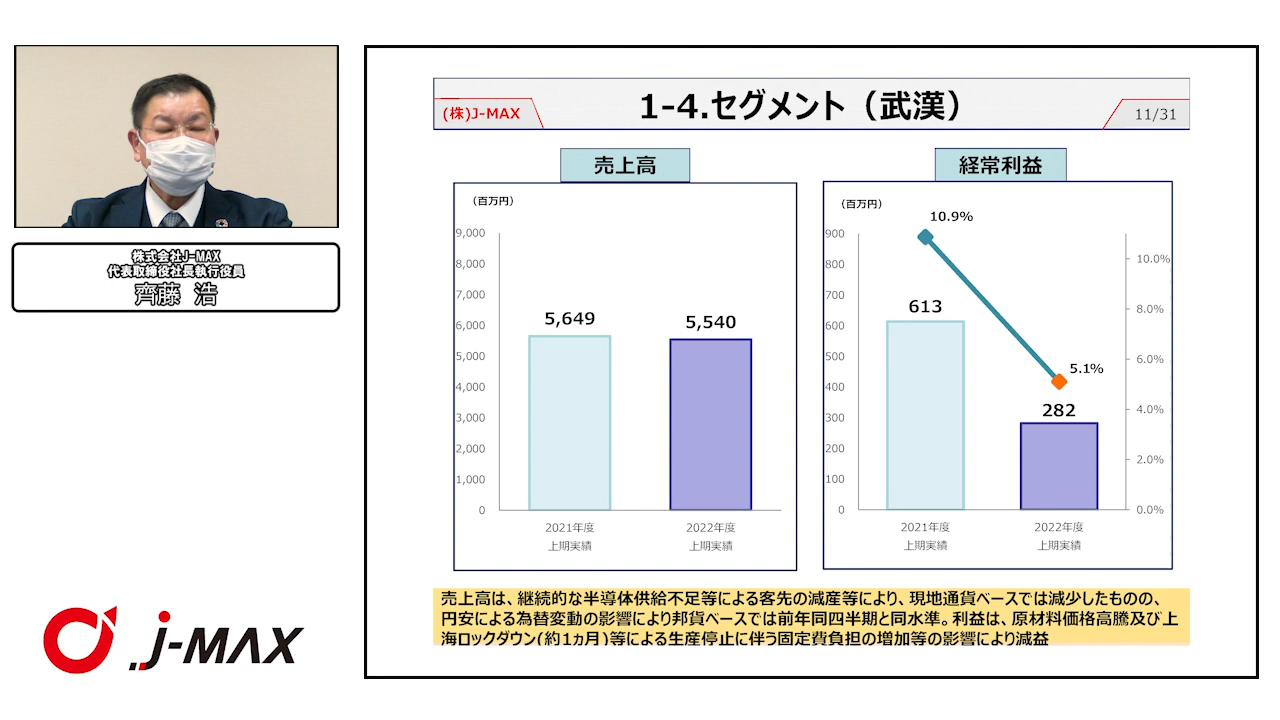 株式会社J-MAX
代表取締役社長執行役員
齊藤 浩
J-MAX
(株)J-MAX
1-4.セグメント（武漢）
11/31
売上高
（百万円）
9,000
8,000
7,000
6,000
5,000
4,000
3,000
2,000
1,000
0
5,649
5,540
2021年度
上期実績
2022年度
上期実績
経常利益
（百万円）
900
800
700
600
500
400
300
200
100
0
10.9%
613
5.1%
282
10.0%
8.0%
6.0%
4.0%
2.0%
0.0%
2021年度
上期実績
2022年度
上期実績
売上高は、継続的な半導体供給不足等による客先の減産等により、現地通貨ベースでは減少したものの、
円安による為替変動の影響により邦貨ベースでは前年同四半期と同水準。利益は、原材料価格高騰及び上
海ロックダウン(約1ヵ月)等による生産停止に伴う固定費負担の増加等の影響により減益